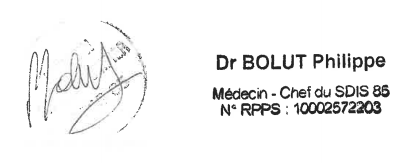 Dr BOLUT Philippe
Médecin - Chef du SDIS 85
N° RPPS : 10002572203